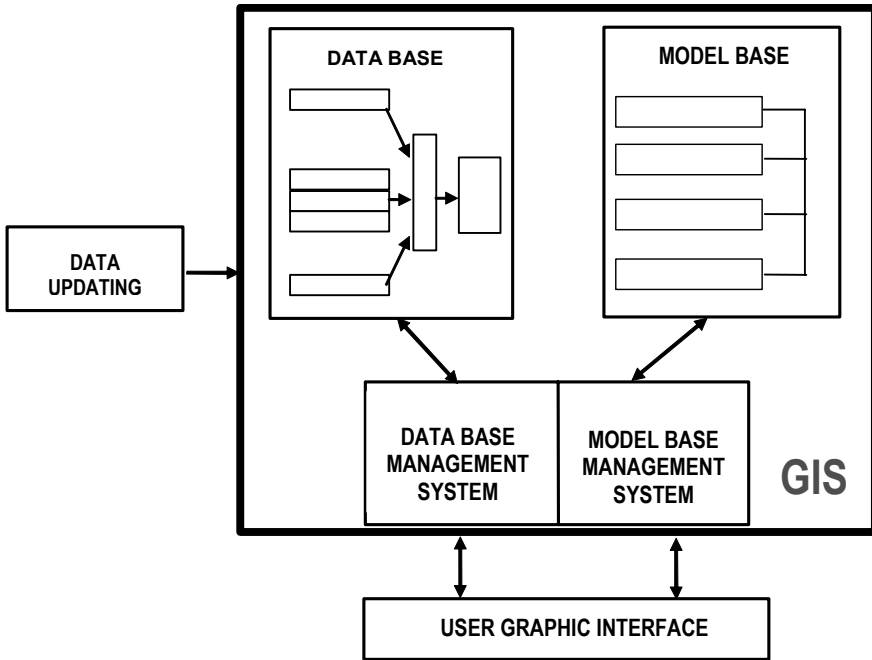 DATA BASE
MODEL BASE
DATA
UPDATING
DATA BASE
MANAGEMENT
SYSTEM
MODEL BASE
MANAGEMENT
SYSTEM
GIS
USER GRAPHIC INTERFACE